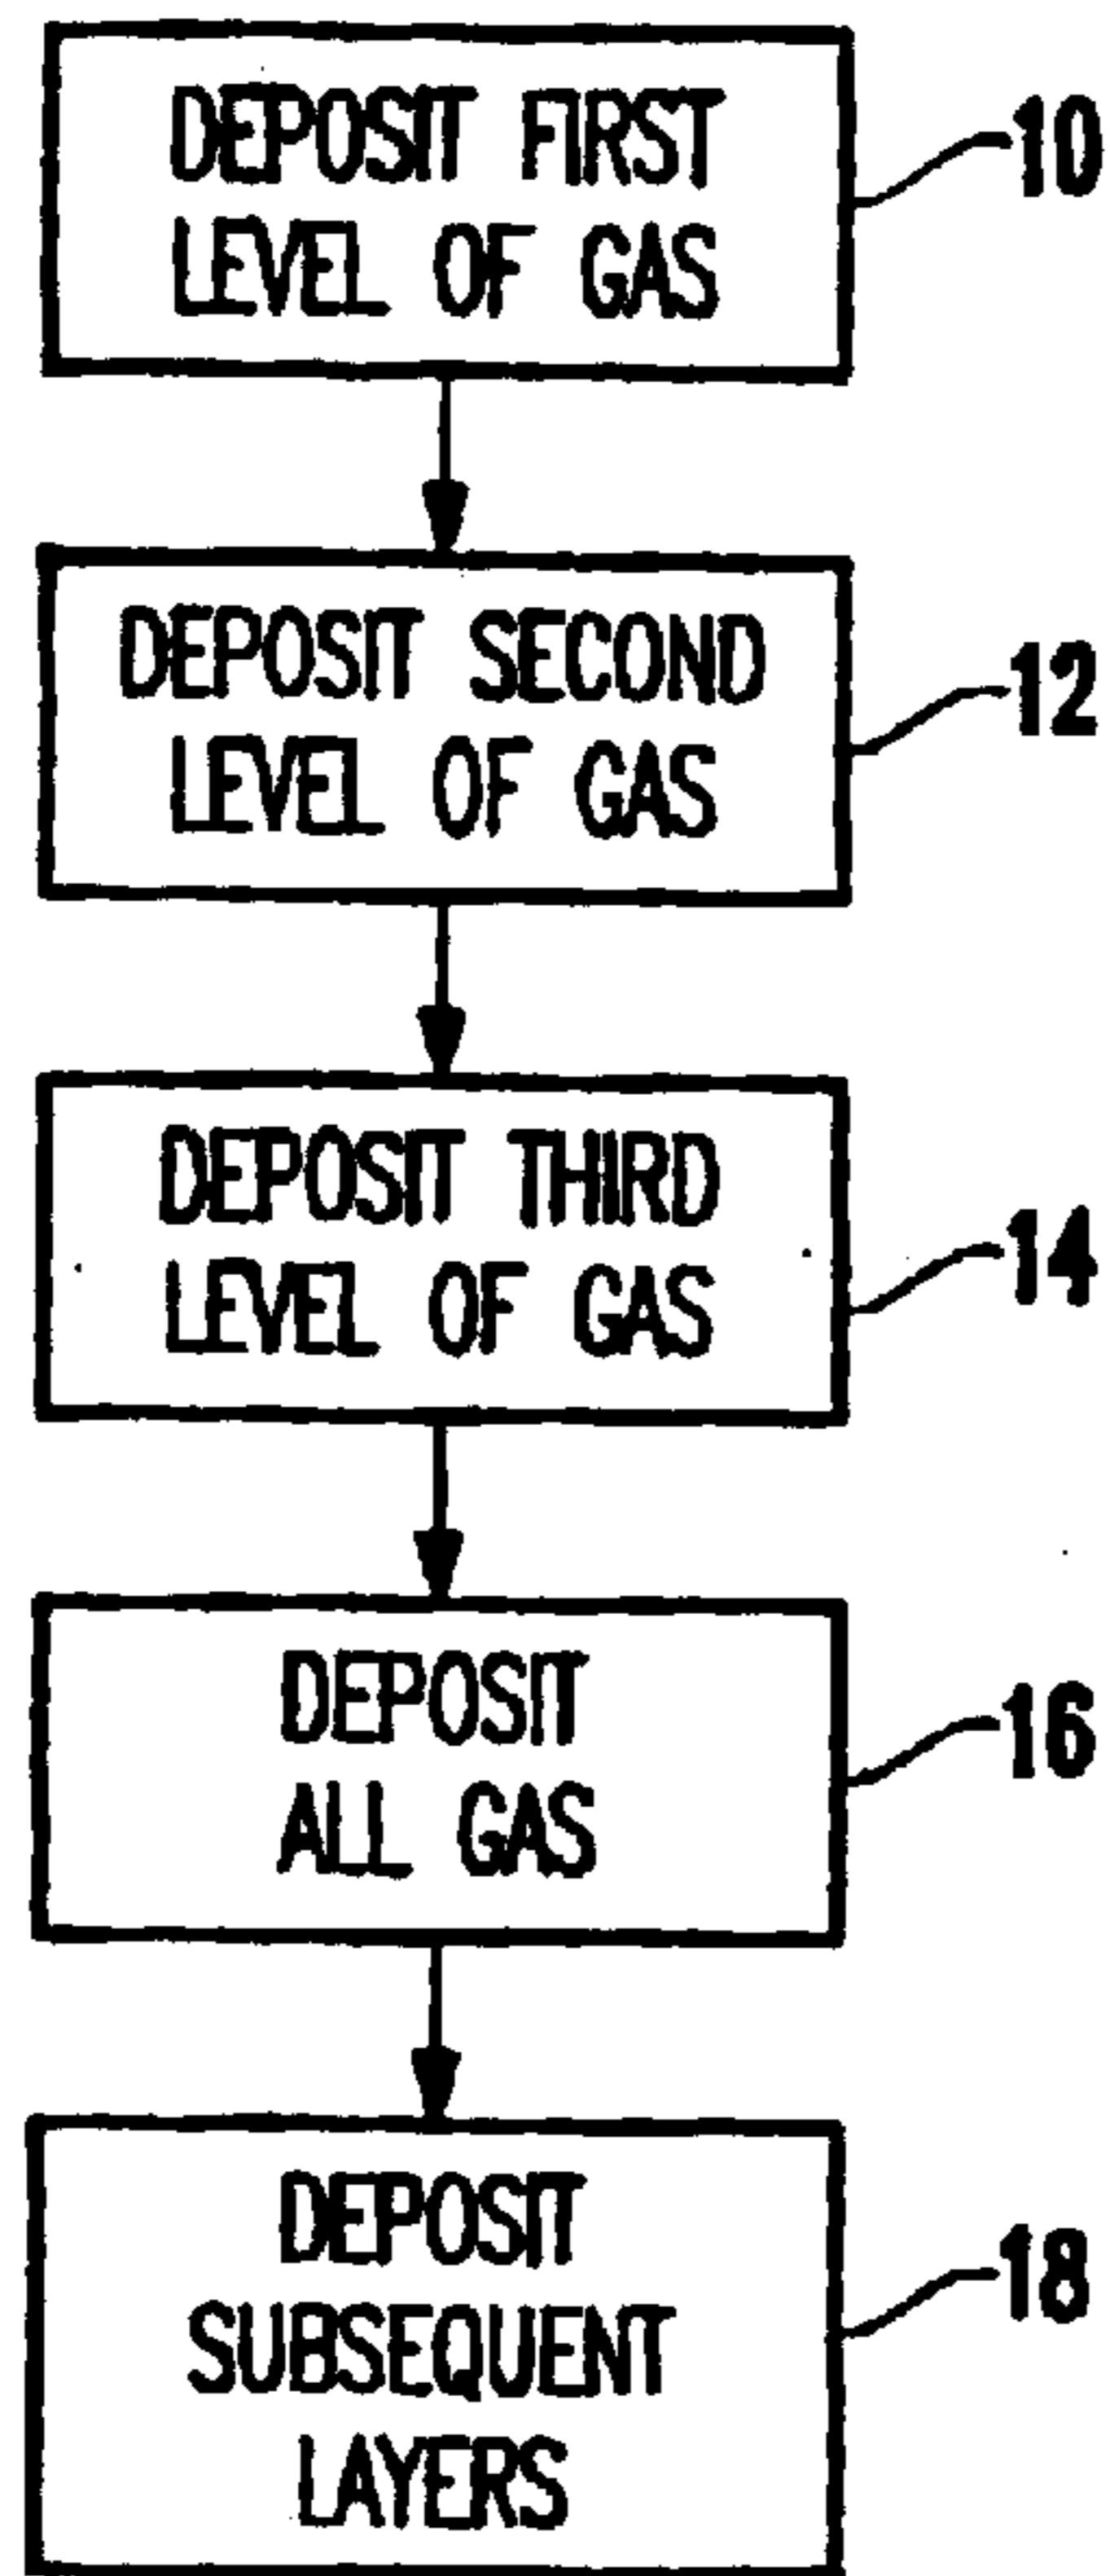 DEPOSIT FIRST
LEVEL OF GAS
10
DEPOSIT SECOND
LEVEL OF GAS
12
DEPOSIT THIRD
LEVEL OF GAS
14
DEPOSIT
ALL GAS
16
DEPOSIT
SUBSEQUENT
LAYERS
18